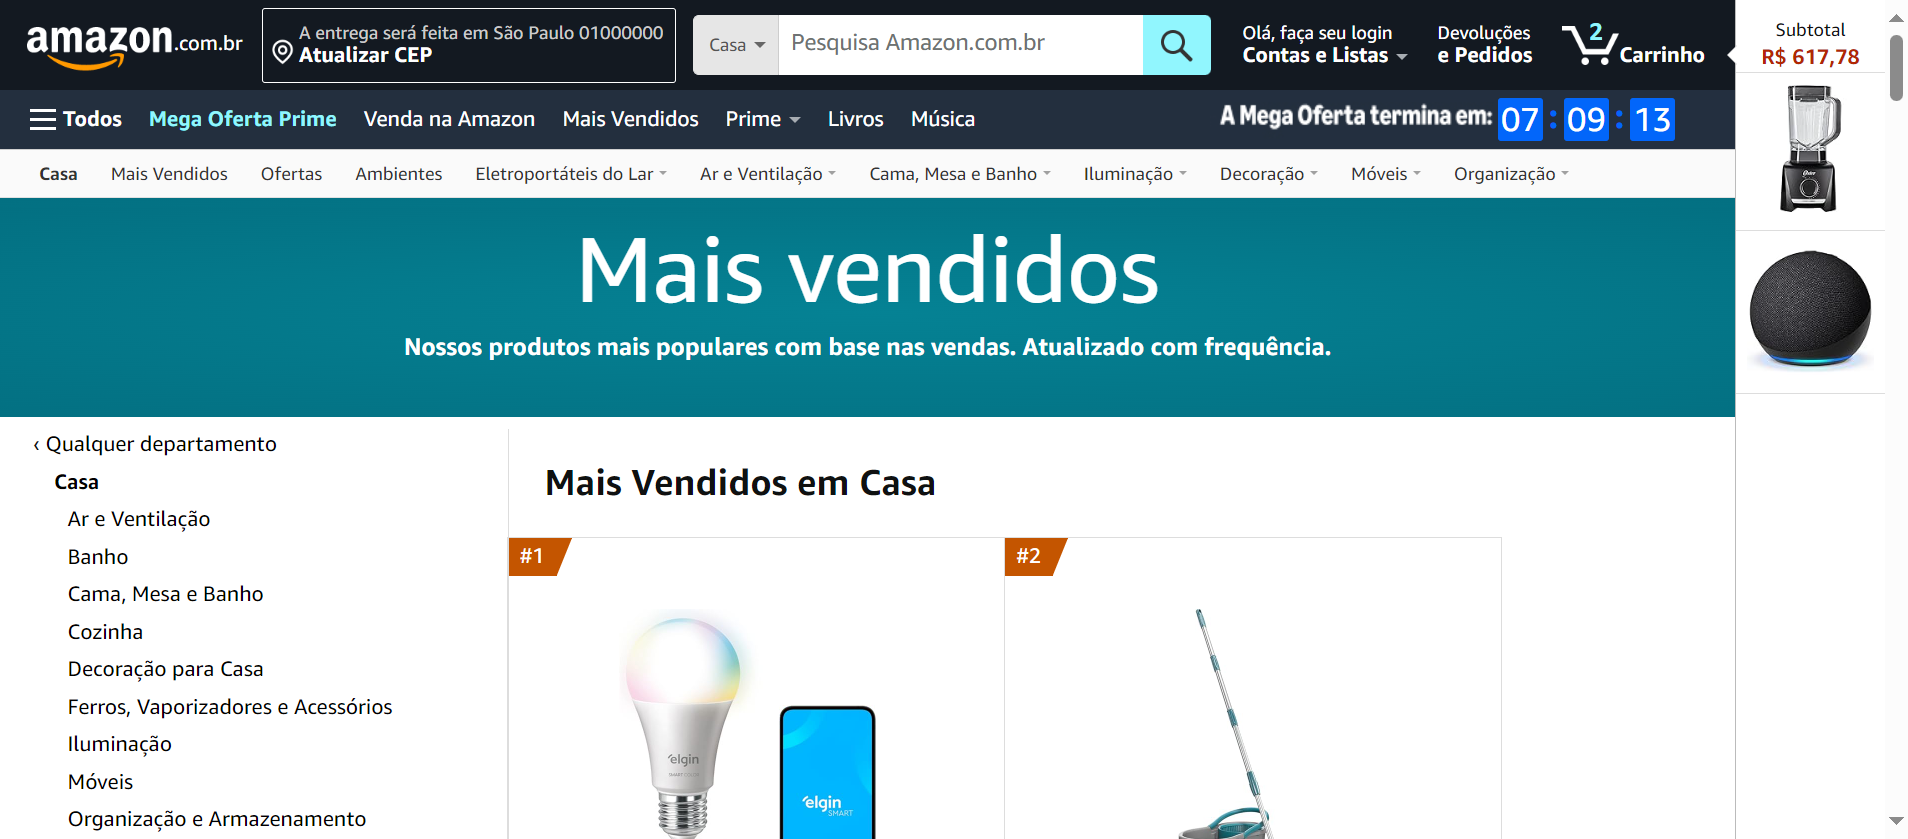 amazon.com.br
A entrega será feita em São Paulo 01000000
Atualizar CEP
Casa
Pesquisa Amazon.com.br
Olá, faça seu login
Contas e Listas
Devoluções
e Pedidos
2
Carrinho
Subtotal
R$ 617,78
Todos
Mega Oferta Prime
Venda na Amazon
Mais Vendidos
Prime
Livros
Música
A Mega Oferta termina em: 07 : 09 : 13
Casa
Mais Vendidos
Ofertas
Ambientes
Eletroportáteis do Lar
Ar e Ventilação
Cama, Mesa e Banho
Iluminação
Decoração
Móveis
Organização
Mais vendidos
Nossos produtos mais populares com base nas vendas. Atualizado com frequência.
‹ Qualquer departamento
Casa
Ar e Ventilação
Banho
Cama, Mesa e Banho
Cozinha
Decoração para Casa
Ferros, Vaporizadores e Acessórios
Iluminação
Móveis
Organização e Armazenamento
Mais Vendidos em Casa
#1
elgin
SMART COLOR
elgin
SMART
#2